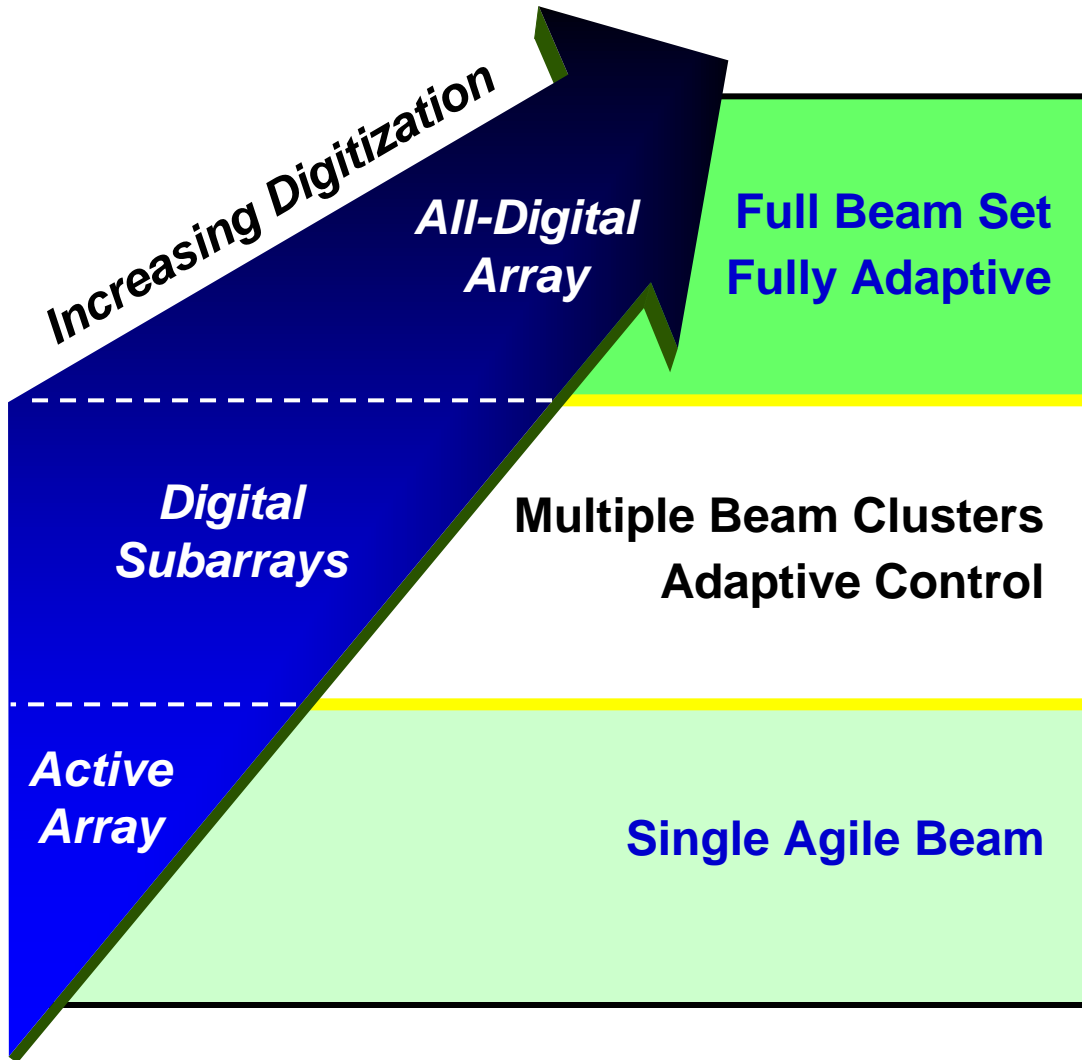 Increasing Digitization
All-Digital
Array
Full Beam Set
Fully Adaptive
Digital
Subarrays
Multiple Beam Clusters
Adaptive Control
Active
Array
Single Agile Beam